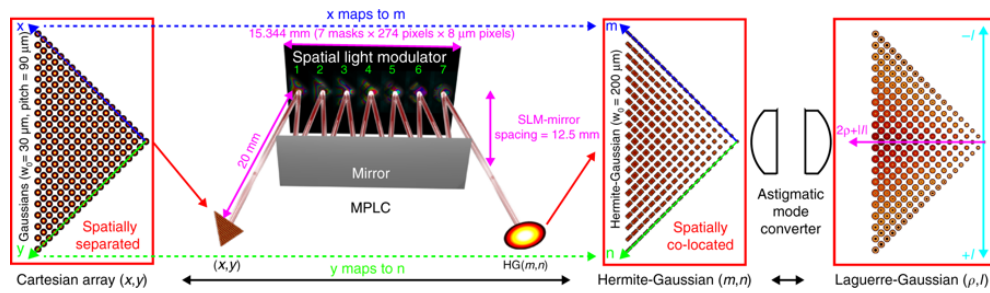 x maps to m
x
15.344 mm (7 masks × 274 pixels × 8 μm pixels)
m
Spatial light modulator
1 2 3 4 5 6 7
Gaussians (w₀= 30 μm, pitch = 90 μm)
20 mm
SLM-mirror
spacing = 12.5 mm
Mirror
MPLC
Hermite-Gaussian (w₀ = 200 μm)
−l
2ρ+|l|
+l
Astigmatic
mode
converter
Spatially
separated
Spatially
co-located
y
(x,y)
HG(m,n)
n
y maps to n
Cartesian array (x,y)
Hermite-Gaussian (m,n)
Laguerre-Gaussian (ρ,l)